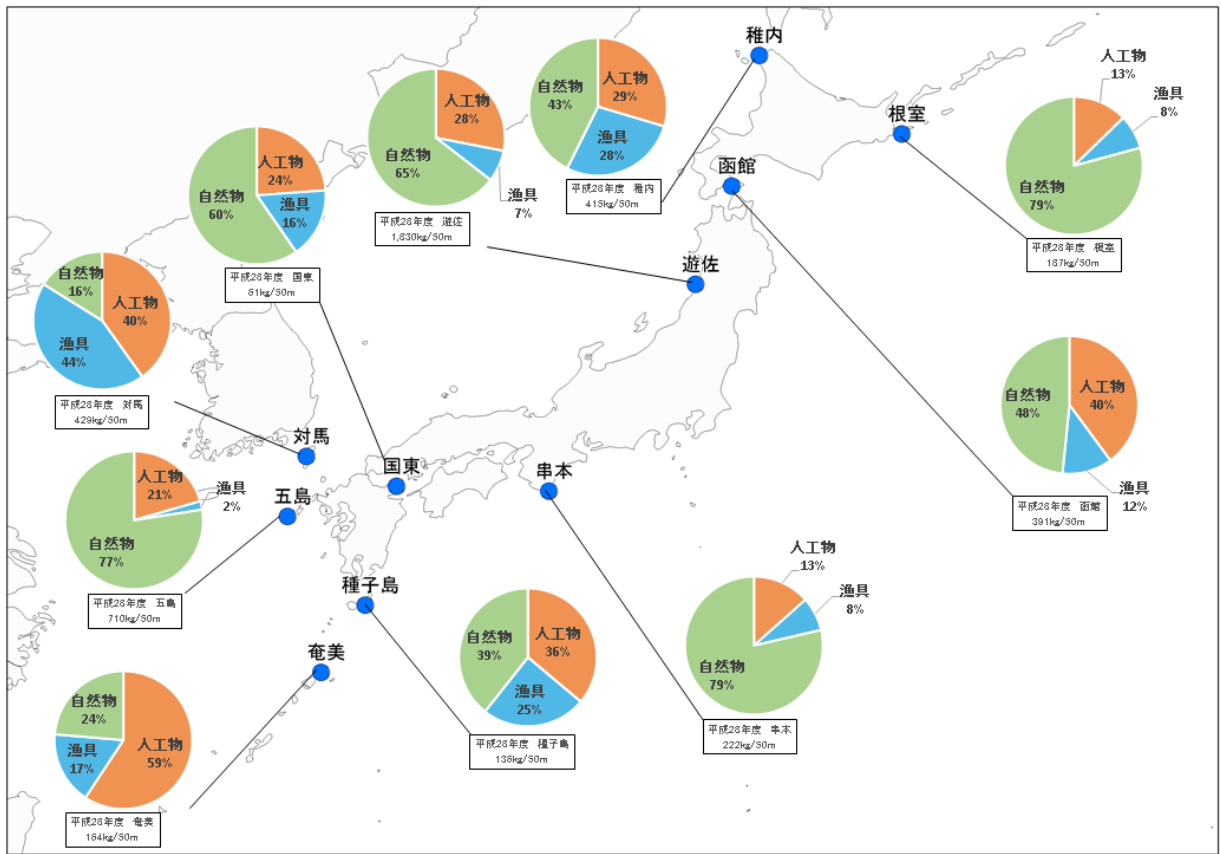 稚内
人工物
29%
漁具
28%
自然物
43%
平成28年度 稚内
413kg/50m
根室
人工物
13%
漁具
8%
自然物
79%
平成28年度 根室
187kg/50m
函館
人工物
40%
漁具
12%
自然物
48%
平成28年度 函館
391kg/50m
遊佐
人工物
28%
漁具
7%
自然物
65%
平成28年度 遊佐
1,830kg/50m
国東
人工物
24%
漁具
16%
自然物
60%
平成28年度 国東
61kg/50m
対馬
人工物
40%
漁具
44%
自然物
16%
平成28年度 対馬
429kg/50m
五島
人工物
21%
漁具
2%
自然物
77%
平成28年度 五島
710kg/50m
串本
人工物
13%
漁具
8%
自然物
79%
平成28年度 串本
222kg/50m
種子島
人工物
36%
漁具
25%
自然物
39%
平成28年度 種子島
奄美
人工物
59%
漁具
17%
自然物
24%
平成28年度 奄美